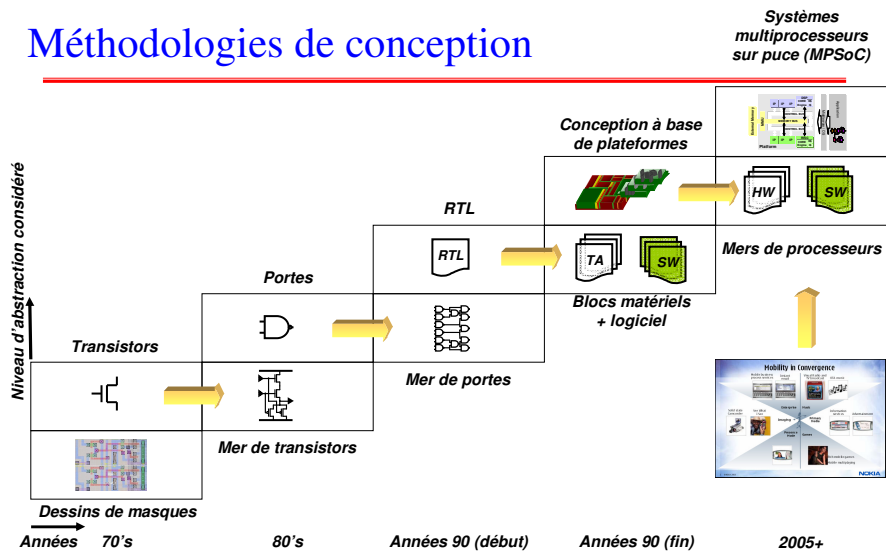 Méthodologies de conception
Systèmes
multiprocesseurs
sur puce (MPSoC)
Conception à base
de plateformes
HW
SW
RTL
RTL
TA
SW
Mers de processeurs
Portes
Blocs matériels
+ logiciel
Niveau d'abstraction considéré
Transistors
Mer de portes
Mobility in Convergence
Mer de transistors
NOKIA
Dessins de masques
Années
70's
80's
Années 90 (début)
Années 90 (fin)
2005+